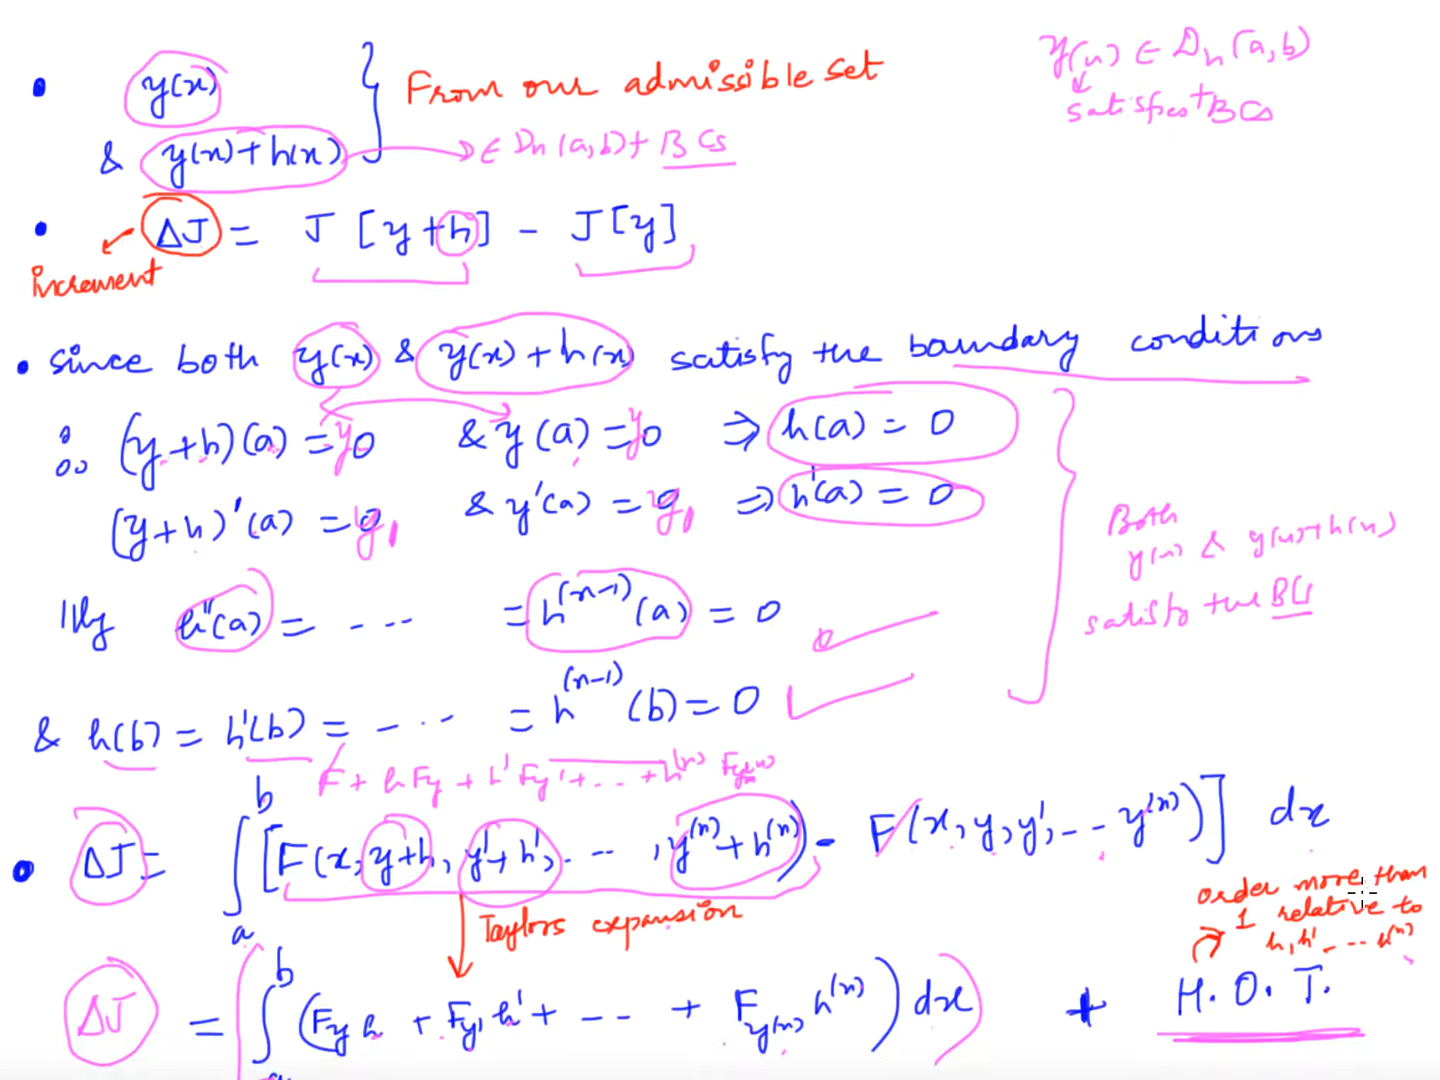 • y(x) } From our admissible set
& y(x) + h(x) → ∈ Dn(a,b) + BCs
y(x) ∈ Dn(a,b)
satisfies + BCs
• ΔJ = J [y + h] - J[y]
increment
• since both y(x) & y(x) + h(x) satisfy the boundary conditions
∴ (y+h)(a) = y0 & y(a) = y0 ⇒ h(a) = 0
(y+h)'(a) = y1 & y'(a) = y1 ⇒ h'(a) = 0
Both
y(x) & y(x)+h(x)
satisfy the BCs
||ly h''(a) = - -- = h^(n-1)(a) = 0
& h(b) = h'(b) = - - -- = h^(n-1)(b) = 0
F + h Fy + h' Fy' + -- + h^(n) Fy^(n)
• ΔJ = ∫_a^b [F(x, y+h, y'+h', - -- , y^(n)+h^(n)) - F(x, y, y', -- y^(n))] dx
Taylors expansion
order more than
1 relative to
h, h', - -- h^(n)
ΔJ = ∫_a^b (Fy h + Fy' h' + - -- + F_y^(n) h^(n)) dx + H.O.T.